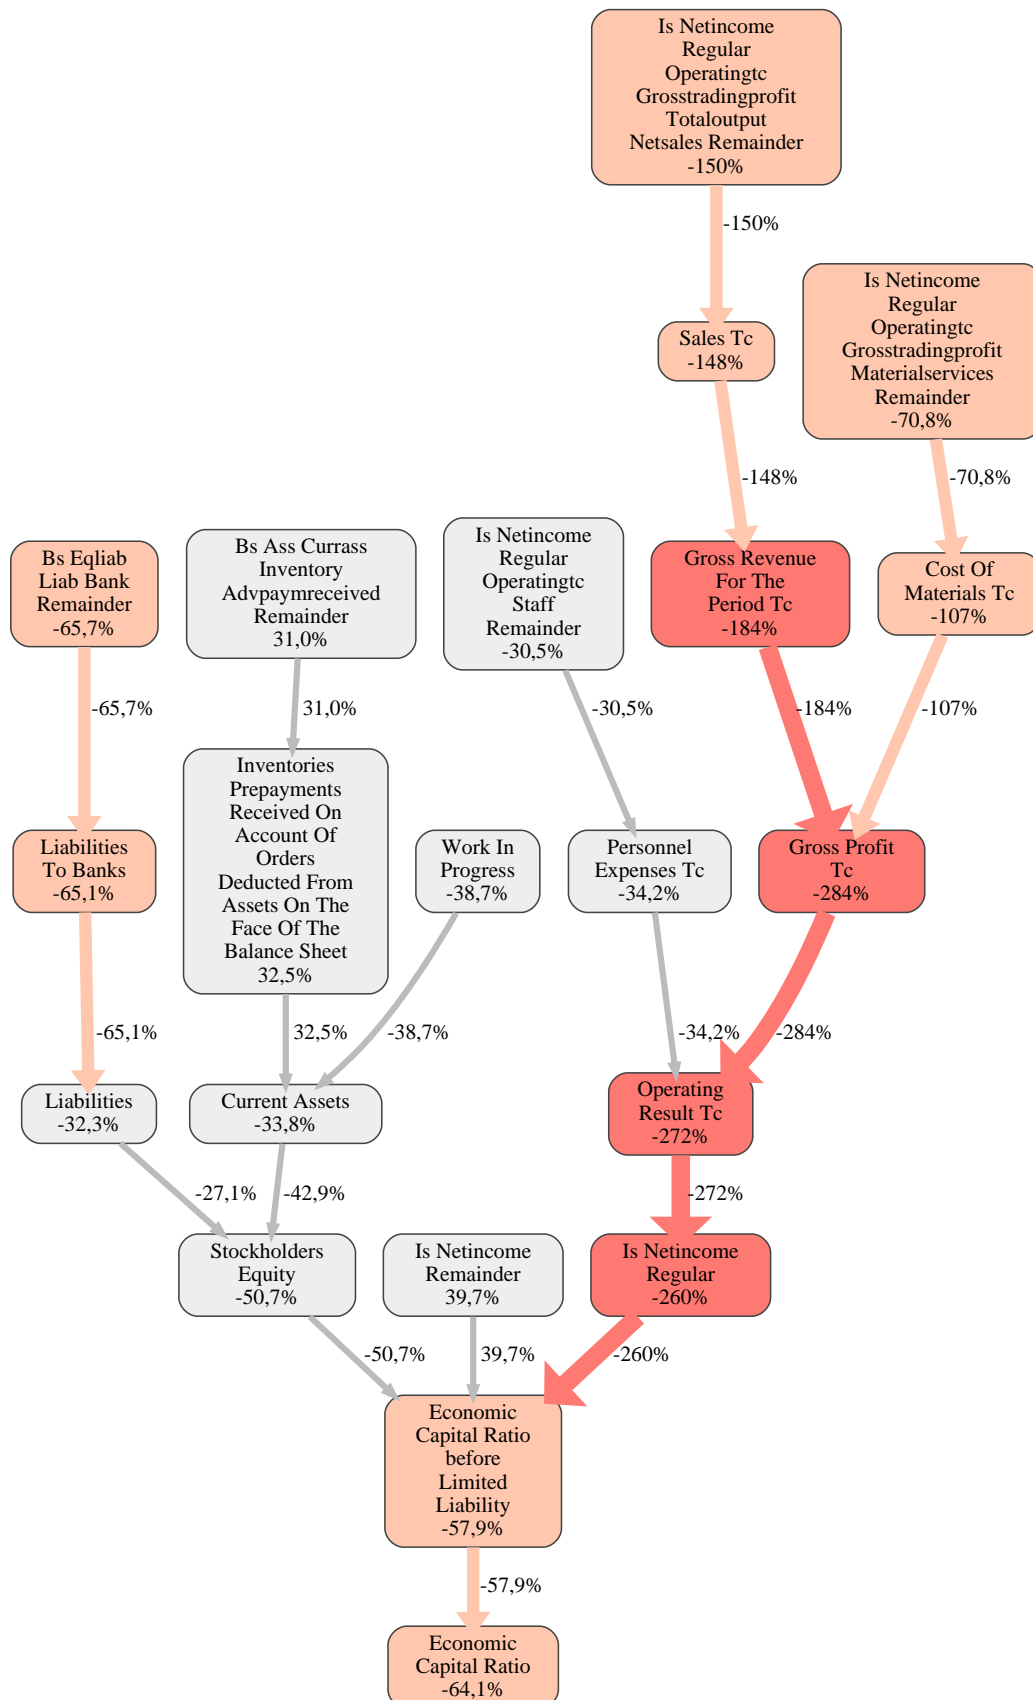 Is Netincome
Regular
Operatingtc
Grosstradingprofit
Totaloutput
Netsales Remainder
-150%
-150%
Is Netincome
Regular
Operatingtc
Grosstradingprofit
Materialservices
Remainder
-70,8%
Sales Tc
-148%
-148%
-70,8%
Bs Eqliab
Liab Bank
Remainder
-65,7%
Bs Ass Currass
Inventory
Advpaymreceived
Remainder
31,0%
Is Netincome
Regular
Operatingtc
Staff
Remainder
-30,5%
Gross Revenue
For The
Period Tc
-184%
Cost Of
Materials Tc
-107%
-65,7%
31,0%
-30,5%
-184%
-107%
Liabilities
To Banks
-65,1%
Inventories
Prepayments
Received On
Account Of
Orders
Deducted From
Assets On The
Face Of The
Balance Sheet
32,5%
Work In
Progress
-38,7%
Personnel
Expenses Tc
-34,2%
Gross Profit
Tc
-284%
-65,1%
32,5%
-38,7%
-34,2%
-284%
Liabilities
-32,3%
Current Assets
-33,8%
Operating
Result Tc
-272%
-27,1%
-42,9%
-272%
Stockholders
Equity
-50,7%
Is Netincome
Remainder
39,7%
Is Netincome
Regular
-260%
-50,7%
39,7%
-260%
Economic
Capital Ratio
before
Limited
Liability
-57,9%
-57,9%
Economic
Capital Ratio
-64,1%